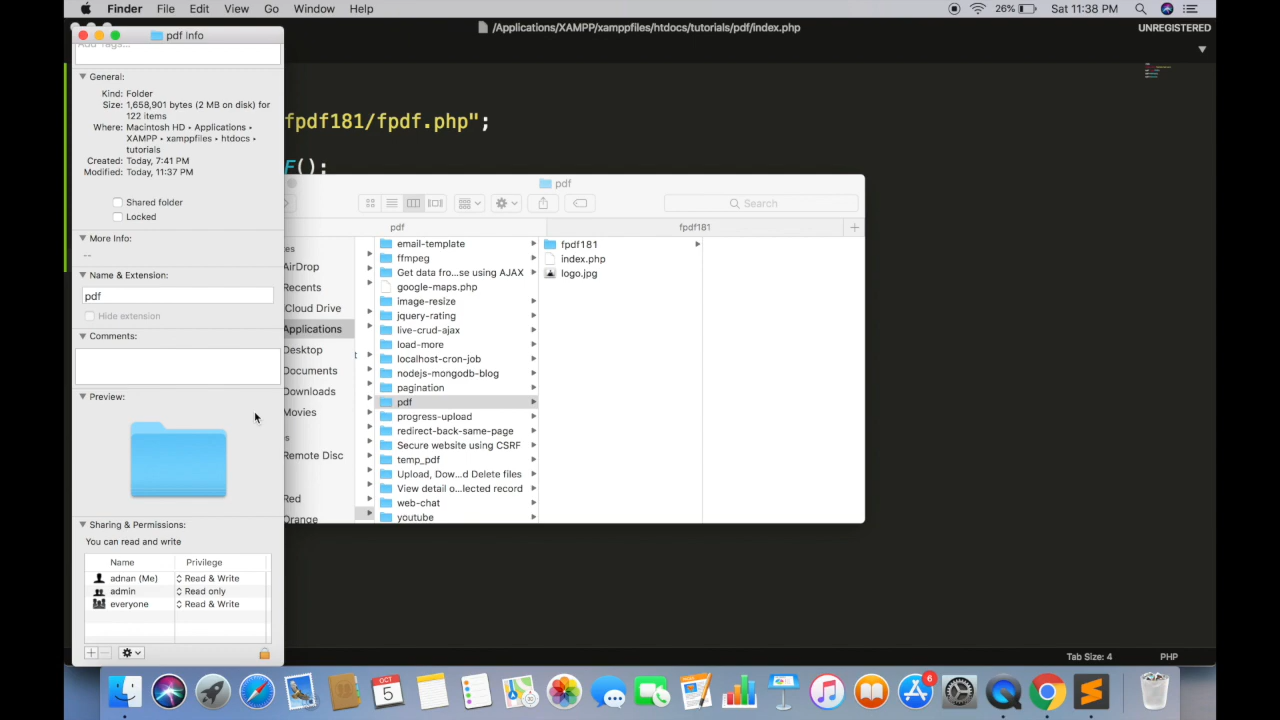 Finder File Edit View Go Window Help 26% Sat 11:38 PM
/Applications/XAMPP/xamppfiles/htdocs/tutorials/pdf/index.php UNREGISTERED
pdf Info
Add Tags...
General:
Kind: Folder
Size: 1,658,901 bytes (2 MB on disk) for
122 items
Where: Macintosh HD • Applications •
XAMPP • xamppfiles • htdocs •
tutorials
Created: Today, 7:41 PM
Modified: Today, 11:37 PM
Shared folder
Locked
More Info:
--
Name & Extension:
pdf
Hide extension
Comments:
Preview:
Sharing & Permissions:
You can read and write
Name Privilege
adnan (Me) Read & Write
admin Read only
everyone Read & Write
fpdf181/fpdf.php";
F():
pdf
Search
pdf fpdf181
tes
AirDrop
Recents
iCloud Drive
Applications
Desktop
Documents
Downloads
Movies
s
Remote Disc
Red
Orange
t
email-template
ffmpeg
Get data fro...se using AJAX
google-maps.php
image-resize
jquery-rating
live-crud-ajax
load-more
localhost-cron-job
nodejs-mongodb-blog
pagination
pdf
progress-upload
redirect-back-same-page
Secure website using CSRF
temp_pdf
Upload, Dow...d Delete files
View detail o...lected record
web-chat
youtube
fpdf181
index.php
logo.jpg
Tab Size: 4 PHP
OCT
5
6